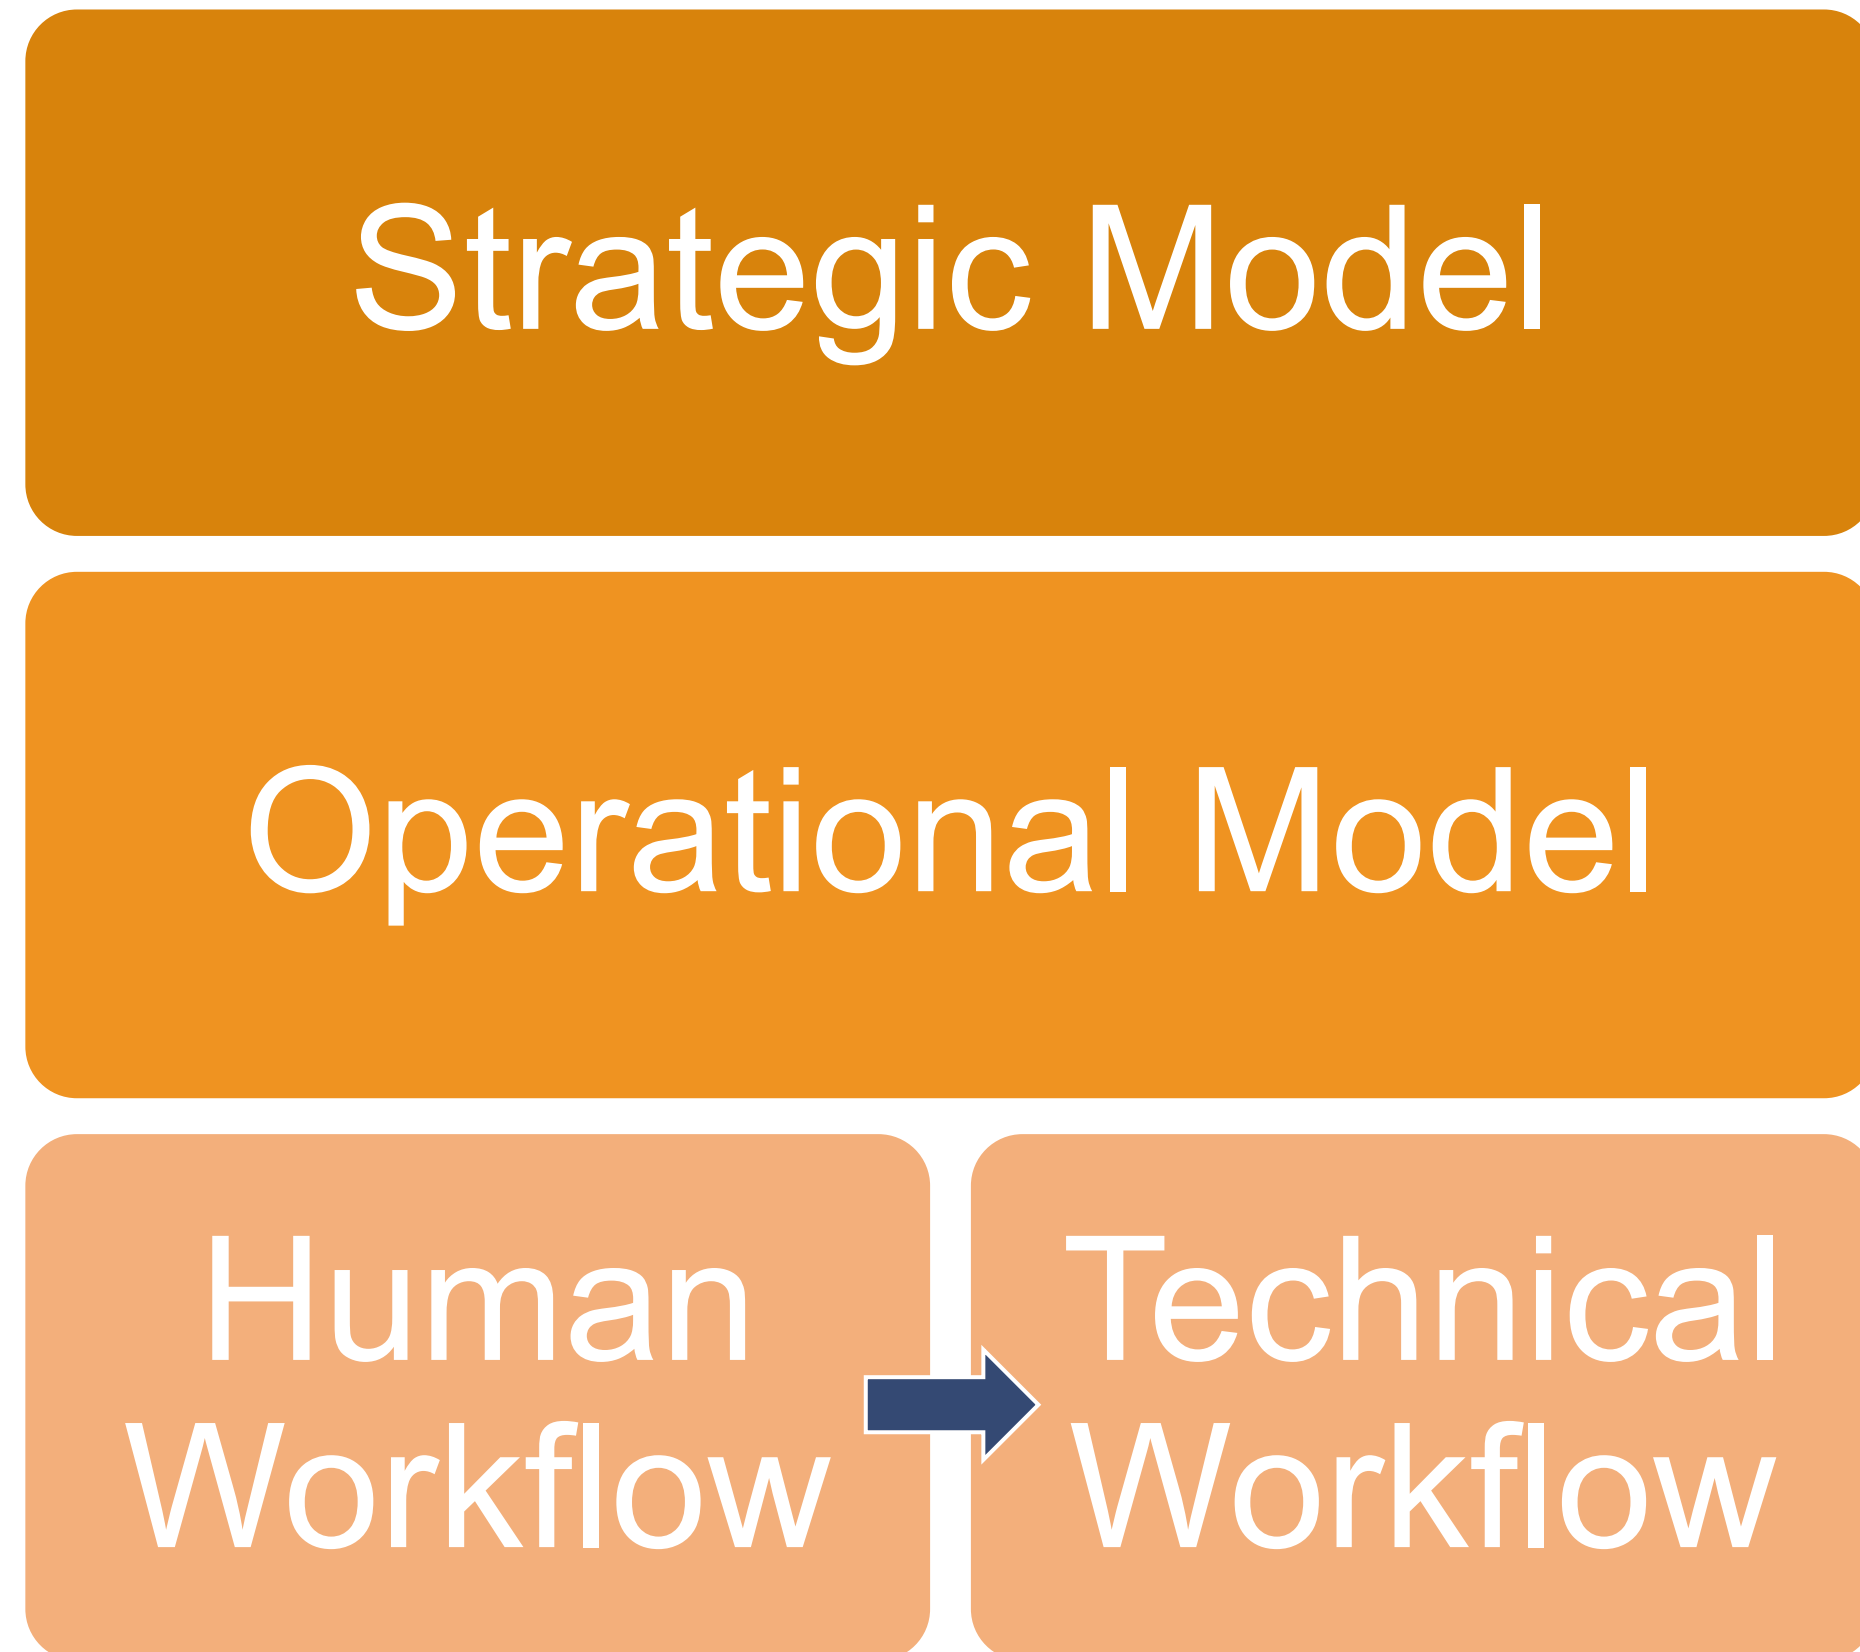 Strategic Model
Operational Model
Human
Workflow
Technical
Workflow